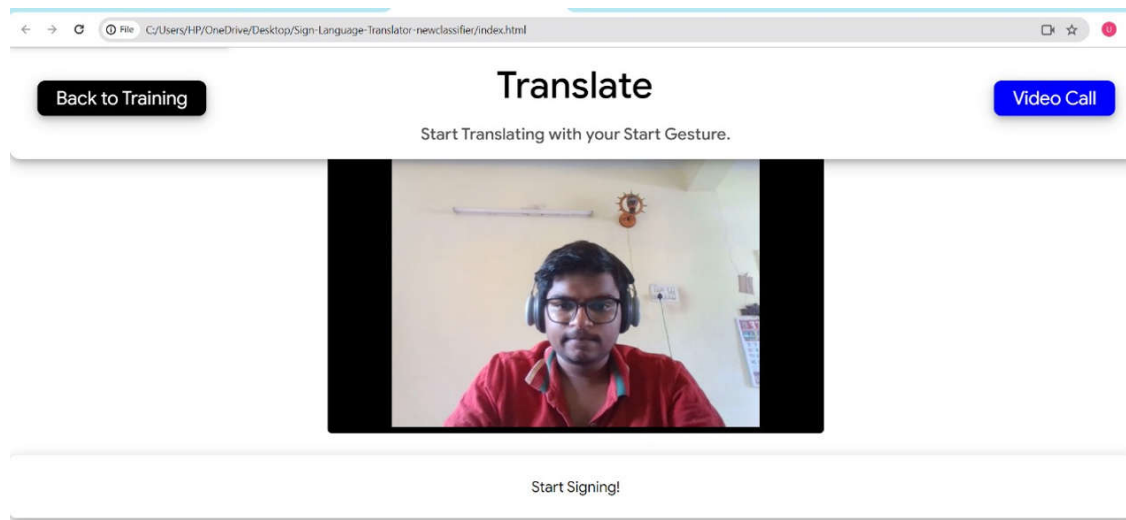 File C:/Users/HP/OneDrive/Desktop/Sign-Language-Translator-newclassifier/index.html
U
Back to Training
Translate
Video Call
Start Translating with your Start Gesture.
Start Signing!